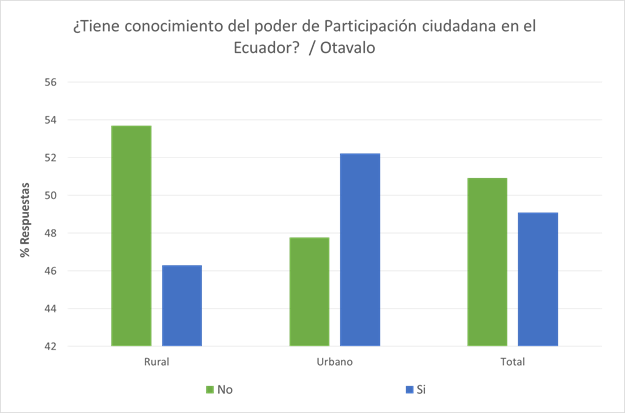 ¿Tiene conocimiento del poder de Participación ciudadana en el
Ecuador? / Otavalo
% Respuestas
56
54
52
50
48
46
44
42
Rural
Urbano
Total
No
Si